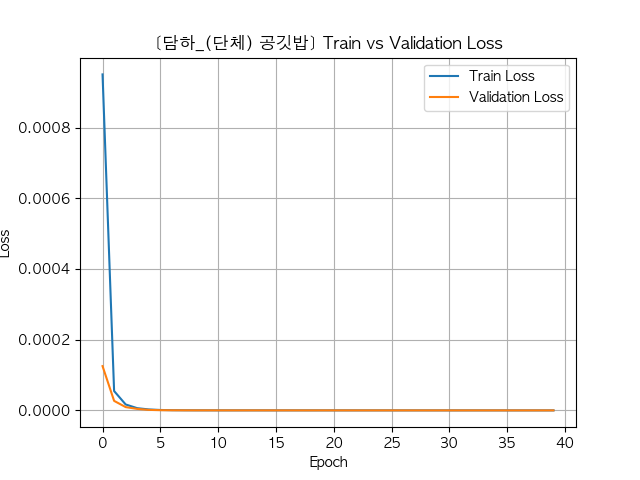 [담하_(단체) 공깃밥] Train vs Validation Loss
Train Loss
Validation Loss
Loss
0.0008
0.0006
0.0004
0.0002
0.0000
0 5 10 15 20 25 30 35 40
Epoch